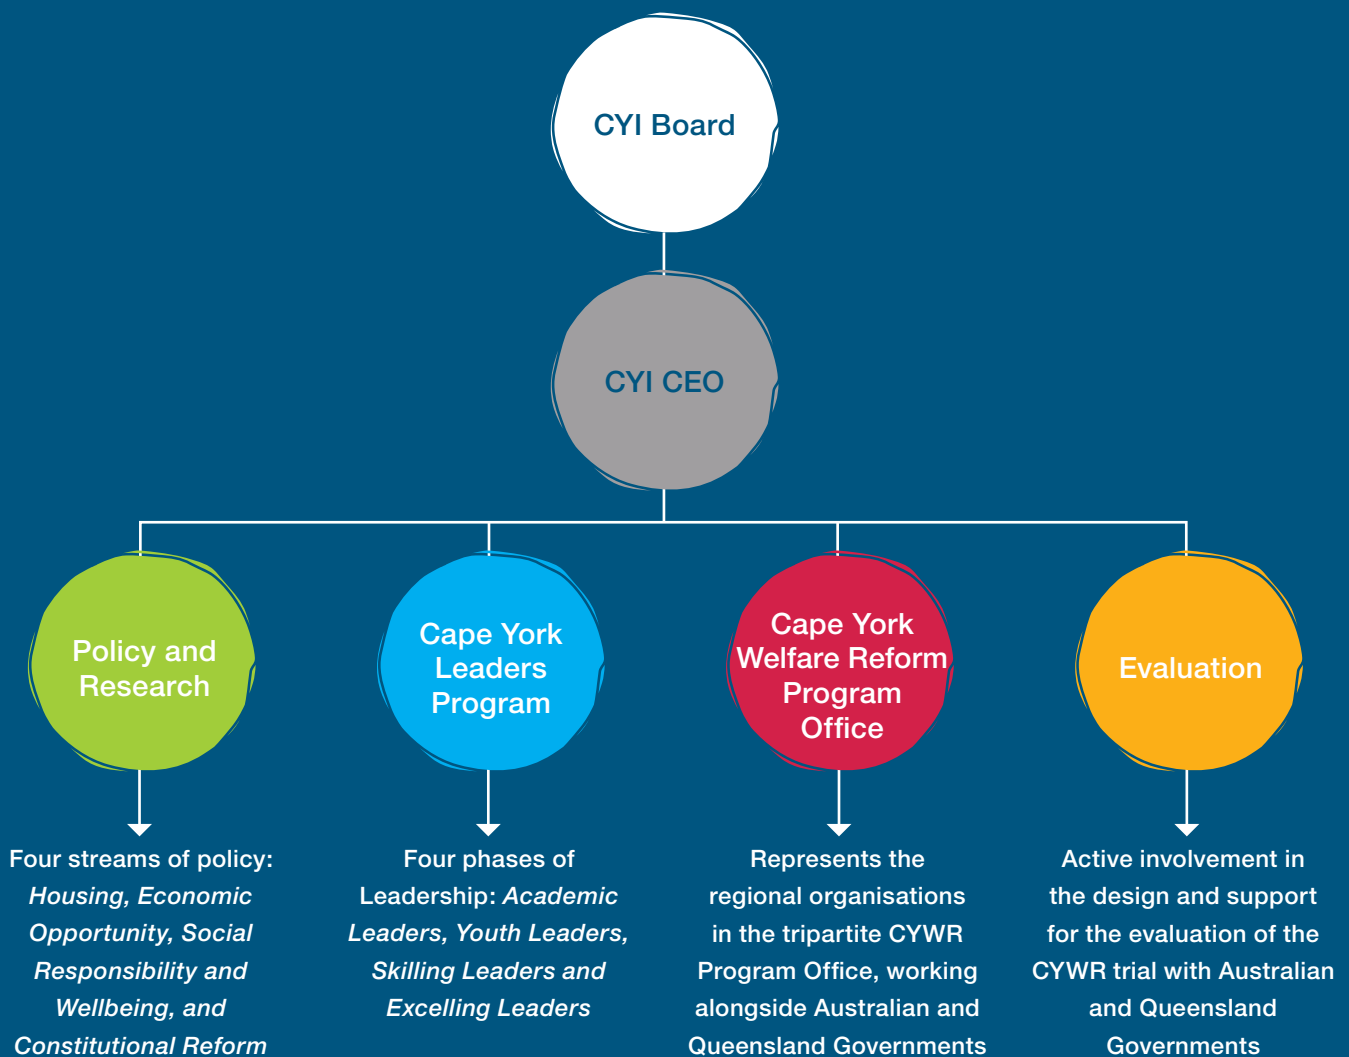 CYI Board
CYI CEO
Policy and
Research
Cape York
Leaders
Program
Cape York
Welfare Reform
Program
Office
Evaluation
Four streams of policy:
Housing, Economic
Opportunity, Social
Responsibility and
Wellbeing, and
Constitutional Reform
Four phases of
Leadership: Academic
Leaders, Youth Leaders,
Skilling Leaders and
Excelling Leaders
Represents the
regional organisations
in the tripartite CYWR
Program Office, working
alongside Australian and
Queensland Governments
Active involvement in
the design and support
for the evaluation of the
CYWR trial with Australian
and Queensland
Governments